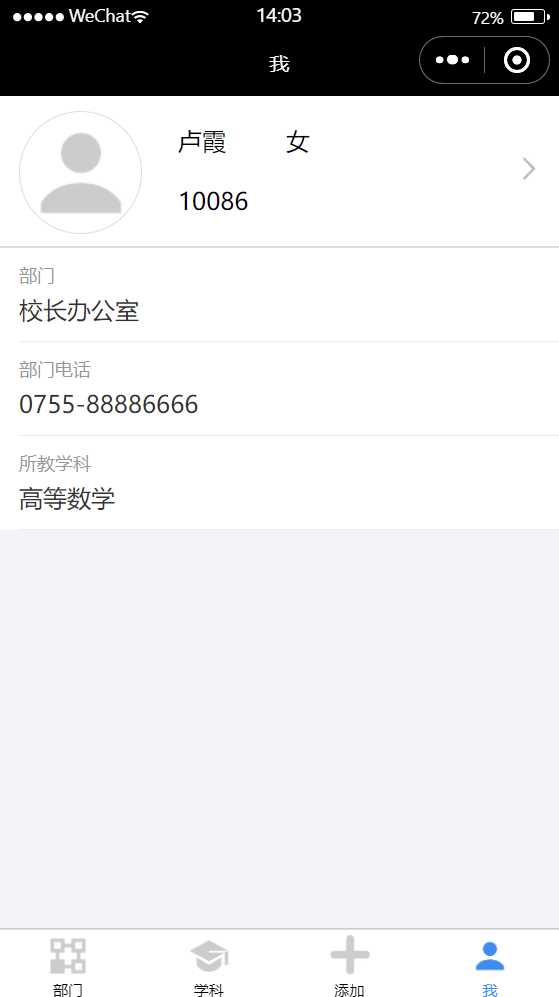 WeChat 14:03 72%
我
卢霞 女
10086
部门
校长办公室
部门电话
0755-88886666
所教学科
高等数学
部门 学科 添加 我